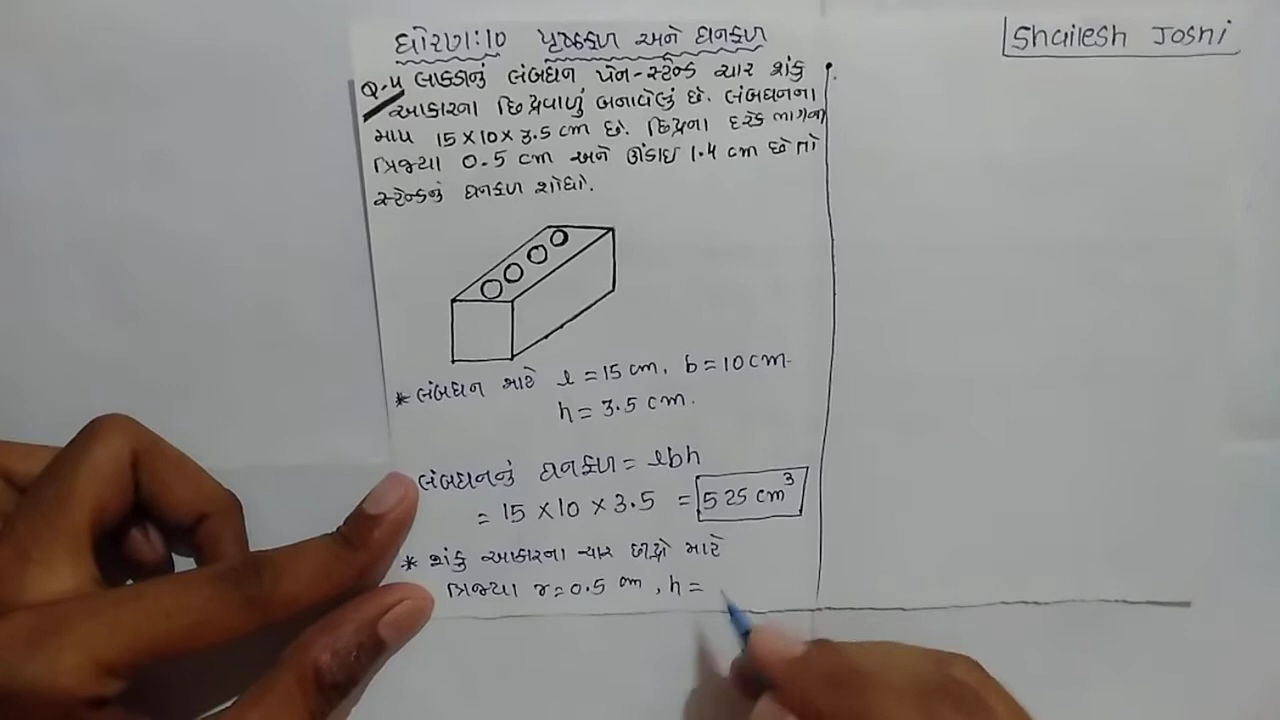 ધોરણ:10 પૃષ્ઠફળ અને ઘનફળ
Shailesh Joshi
Q-4 લાકડાનું લંબઘન પેન-સ્ટેન્ડ ચાર શંકુ
આકારના છિદ્રવાળું બનાવેલું છે. લંબઘનના
માપ 15×10×3.5 cm છે. છિદ્રના દરેક ભાગની
ત્રિજ્યા 0.5 cm અને ઊંડાઇ 1.4 cm છે તો
સ્ટેન્ડનું ઘનફળ શોધો.
* લંબઘન માટે l = 15 cm, b = 10 cm.
h = 3.5 cm.
લંબઘનનું ઘનફળ = lbh
= 15 × 10 × 3.5 = 525 cm³
* શંકુ આકારના ચાર છીદ્રો માટે
ત્રિજ્યા r = 0.5 cm, h =